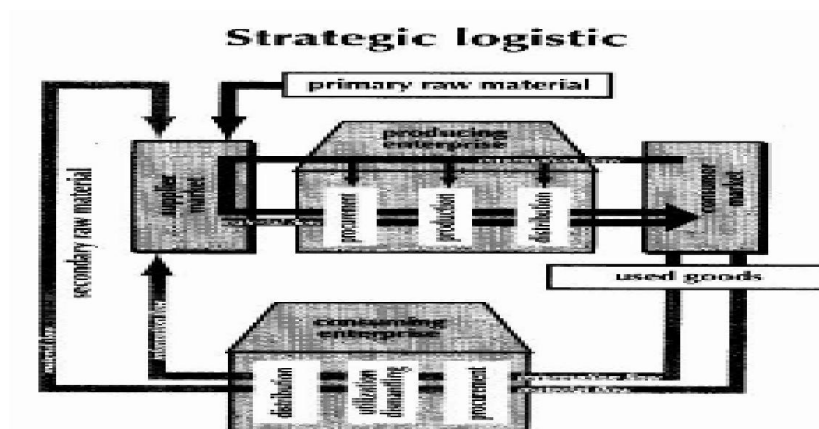 Strategic logistic
primary raw material
producing
enterprise
supplier
market
procurement
production
distribution
consumor
market
secondary raw material
used goods
consuming
enterprise
distribution
utilization
dismantling
procurement